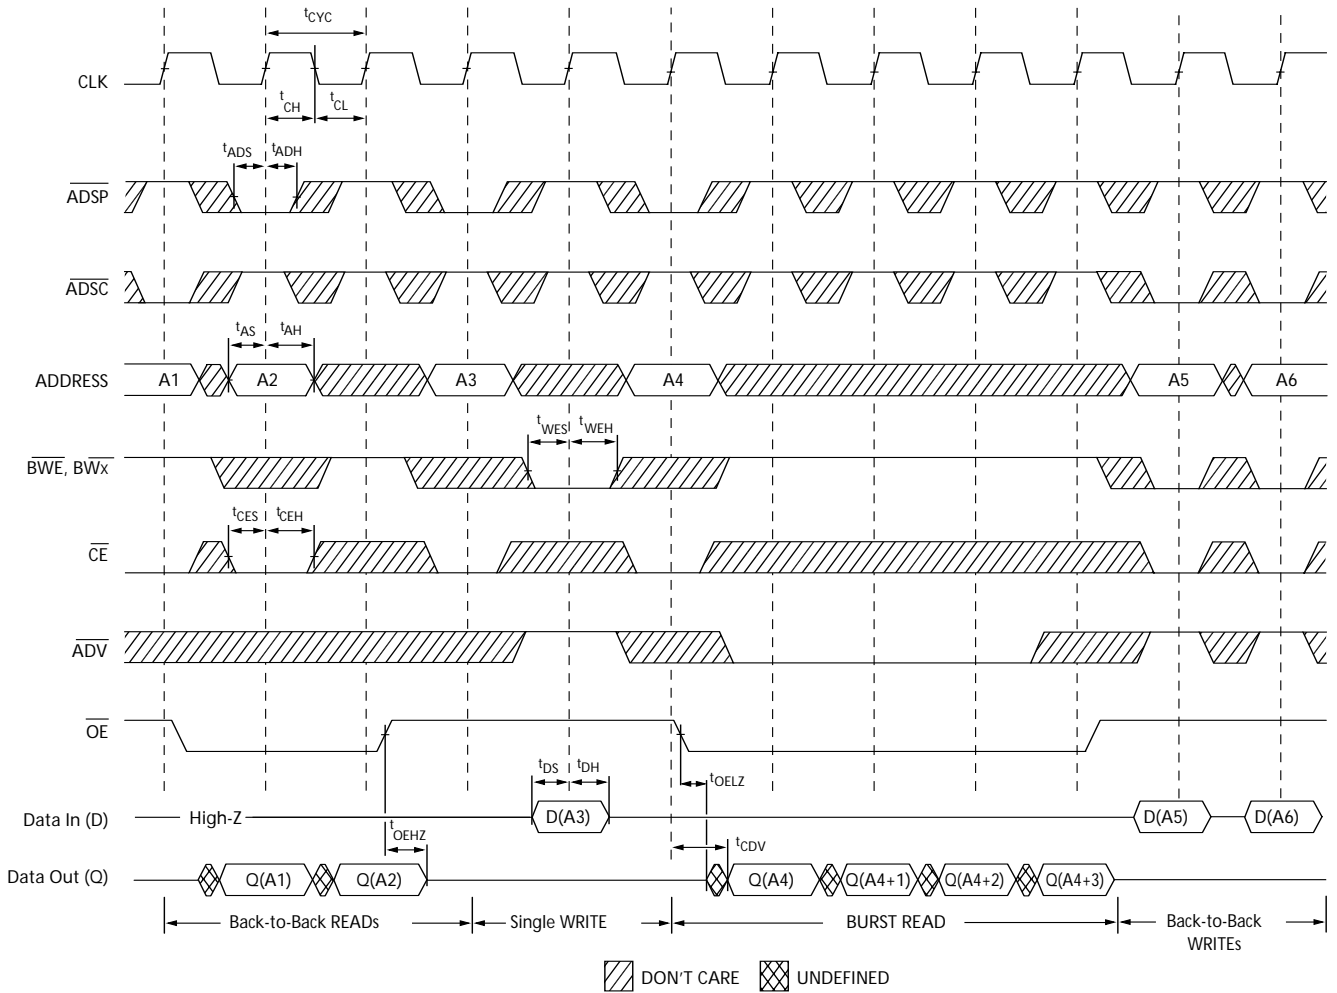 tCYC
CLK
tCH
tCL
tADS
tADH
ADSP
ADSC
tAS
tAH
ADDRESS
A1
A2
A3
A4
A5
A6
tWES
tWEH
BWE, BWx
tCES
tCEH
CE
ADV
OE
tDS
tDH
tOELZ
Data In (D)
High-Z
D(A3)
D(A5)
D(A6)
tOEHZ
tCDV
Data Out (Q)
Q(A1)
Q(A2)
Q(A4)
Q(A4+1)
Q(A4+2)
Q(A4+3)
Back-to-Back READs
Single WRITE
BURST READ
Back-to-Back
WRITEs
DON'T CARE
UNDEFINED